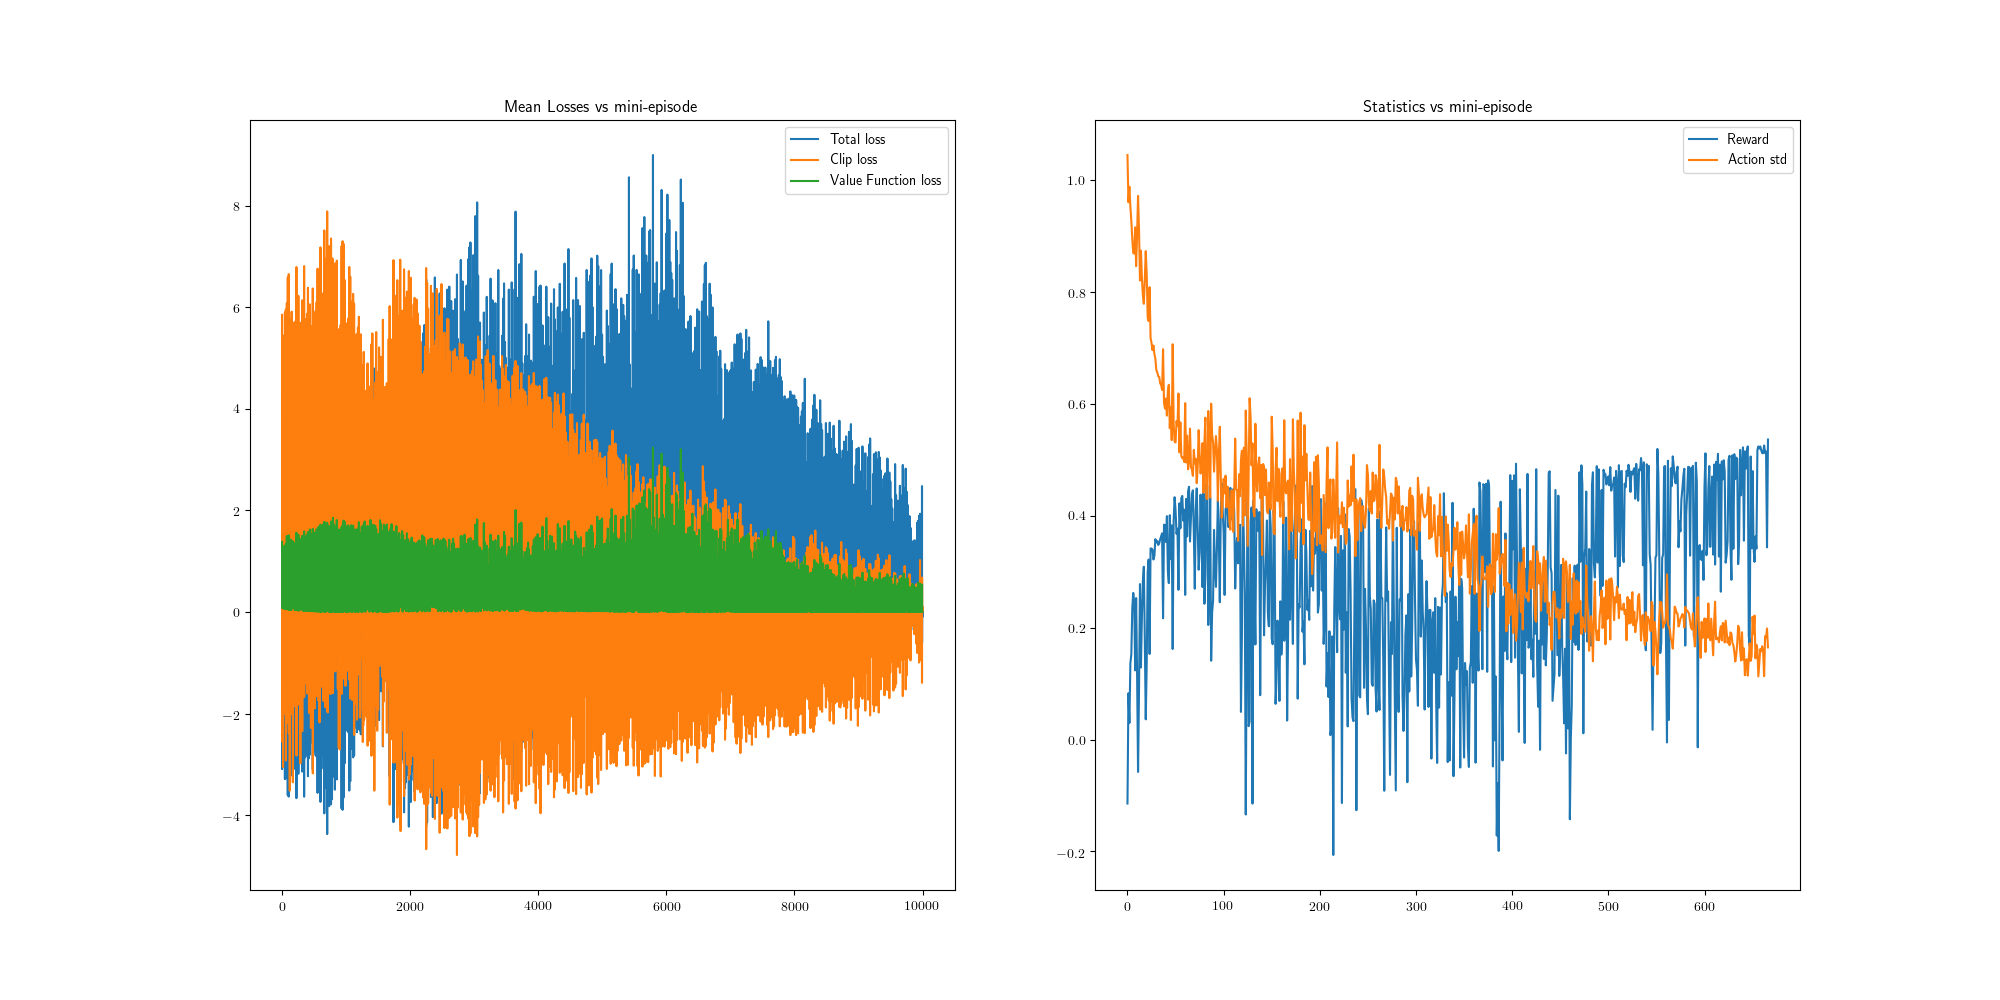 Mean Losses vs mini-episode
Total loss
Clip loss
Value Function loss
8
6
4
2
0
−2
−4
0 2000 4000 6000 8000 10000
Statistics vs mini-episode
Reward
Action std
1.0
0.8
0.6
0.4
0.2
0.0
−0.2
0 100 200 300 400 500 600